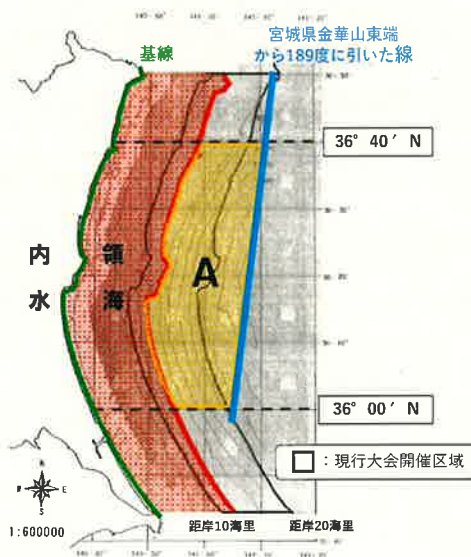 宮城県金華山東端
から189度に引いた線
基線
36° 40′ N
内水
領海
A
36° 00′ N
：現行大会開催区域
N
W
E
S
1:600000
距岸10海里
距岸20海里